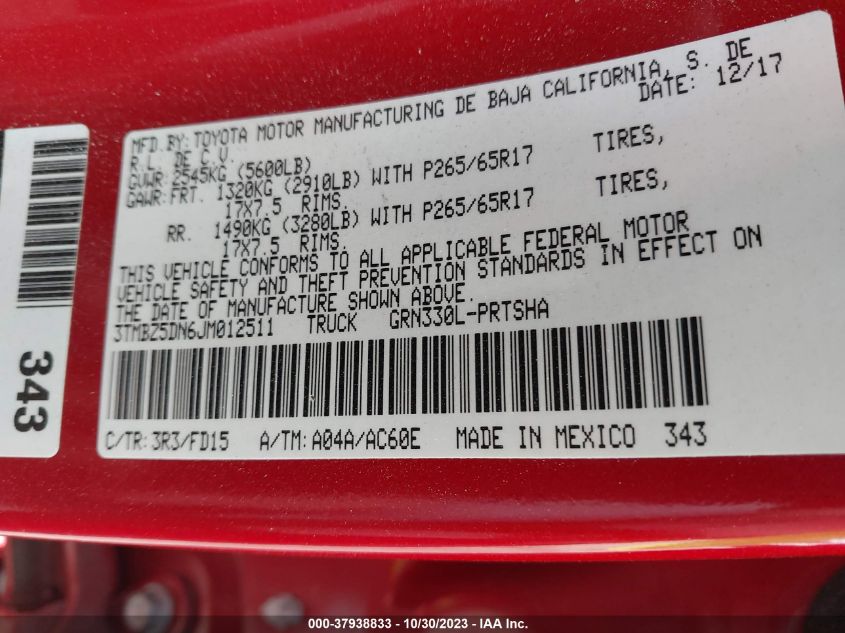 MFD.BY:TOYOTA MOTOR MANUFACTURING DE BAJA CALIFORNIA, S. DE
R.L. DE C.V. DATE: 12/17
GVWR:2545KG (5600LB)
GAWR:FRT. 1320KG (2910LB) WITH P265/65R17 TIRES,
17X7.5 RIMS.
RR. 1490KG (3280LB) WITH P265/65R17 TIRES,
17X7.5 RIMS.
THIS VEHICLE CONFORMS TO ALL APPLICABLE FEDERAL MOTOR
VEHICLE SAFETY AND THEFT PREVENTION STANDARDS IN EFFECT ON
THE DATE OF MANUFACTURE SHOWN ABOVE.
3TMBZ5DN6JM012511 TRUCK GRN330L-PRTSHA
C/TR:3R3/FD15 A/TM:A04A/AC60E MADE IN MEXICO 343
343
000-37938833 - 10/30/2023 - IAA Inc.